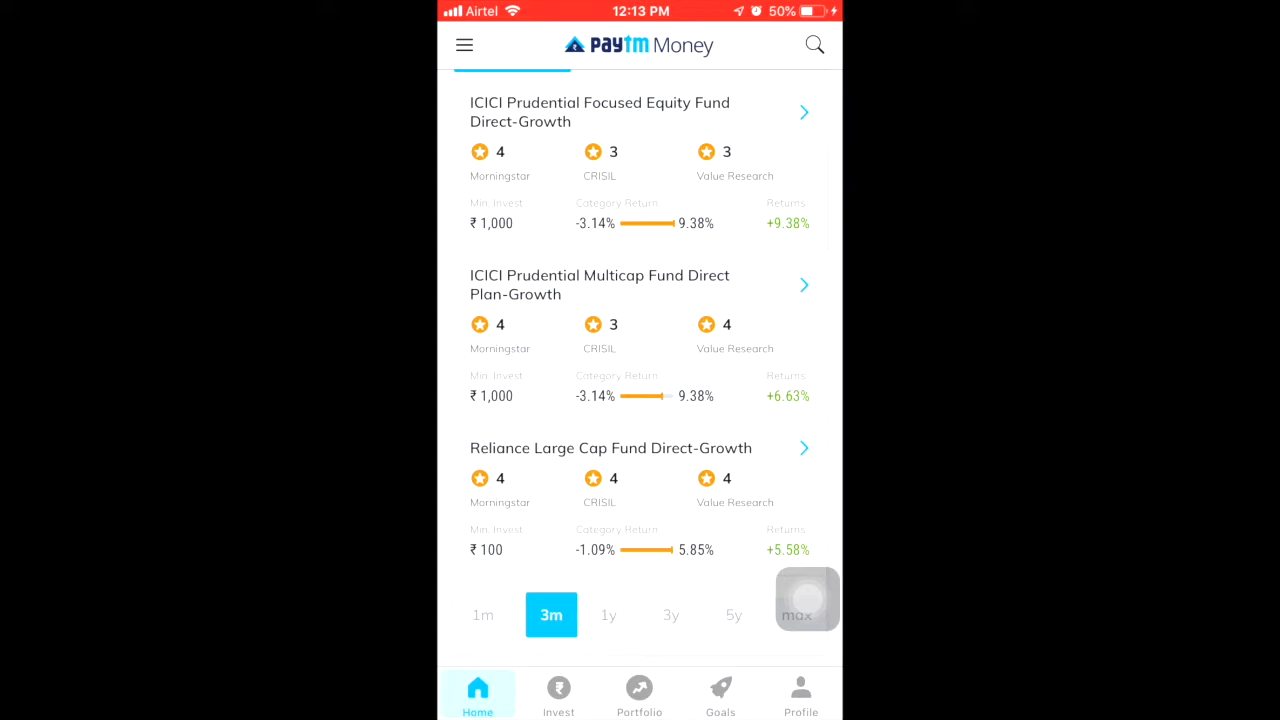 Airtel 12:13 PM 50%
paytm Money
ICICI Prudential Focused Equity Fund
Direct-Growth
4 3 3
Morningstar CRISIL Value Research
Min. Invest Category Return Returns
₹ 1,000 -3.14% 9.38% +9.38%
ICICI Prudential Multicap Fund Direct
Plan-Growth
4 3 4
Morningstar CRISIL Value Research
Min. Invest Category Return Returns
₹ 1,000 -3.14% 9.38% +6.63%
Reliance Large Cap Fund Direct-Growth
4 4 4
Morningstar CRISIL Value Research
Min. Invest Category Return Returns
₹ 100 -1.09% 5.85% +5.58%
1m 3m 1y 3y 5y max
Home Invest Portfolio Goals Profile